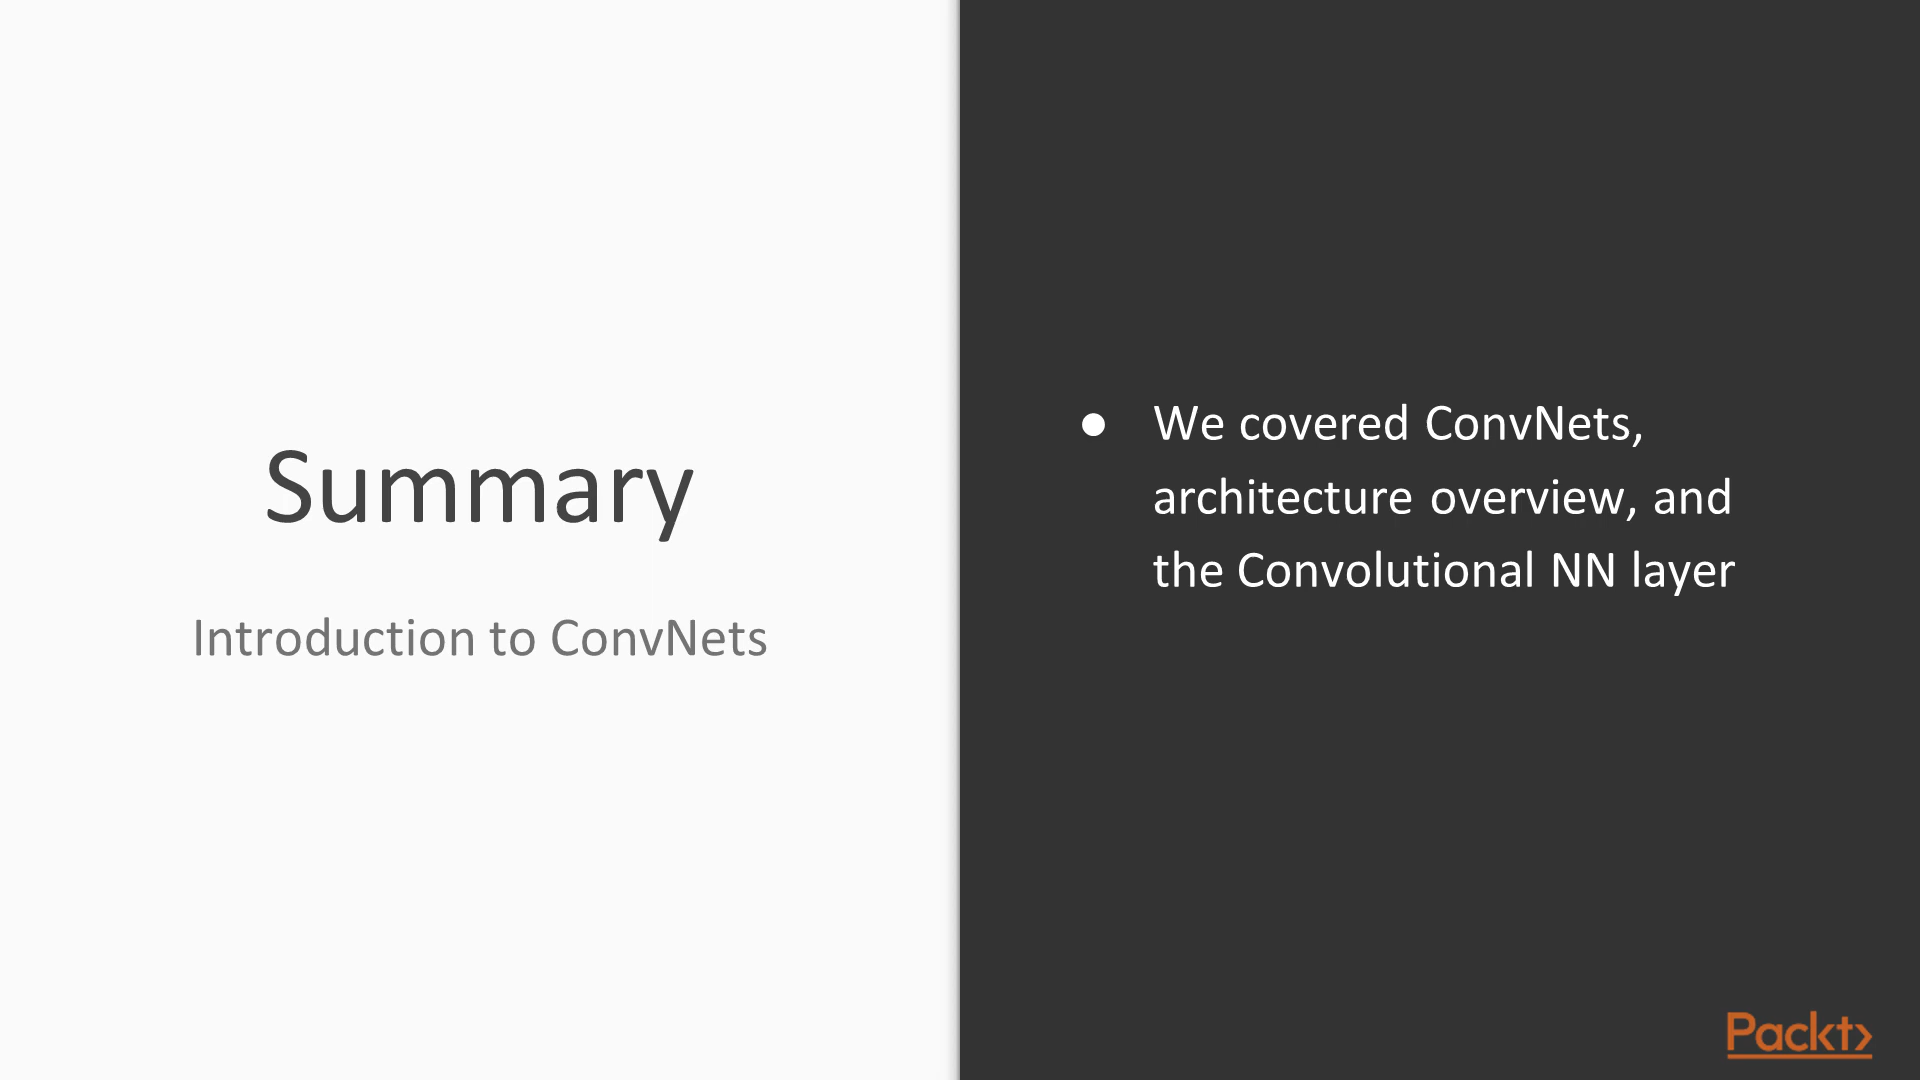 Summary
Introduction to ConvNets
● We covered ConvNets,
architecture overview, and
the Convolutional NN layer
Packt>